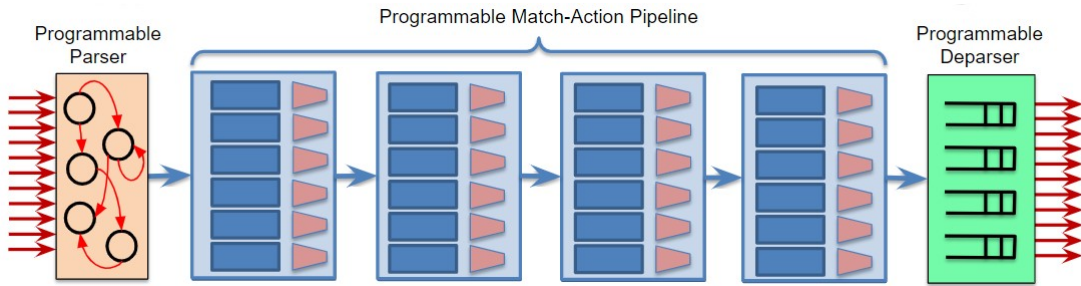 Programmable Match-Action Pipeline
Programmable
Parser
Programmable
Deparser